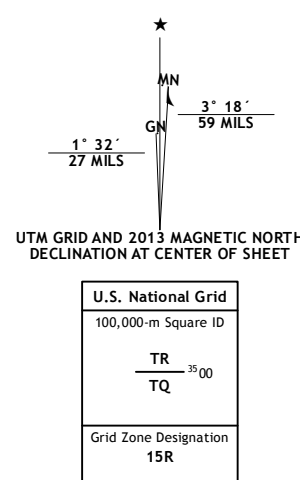 ★
MN
3° 18´
59 MILS
GN
1° 32´
27 MILS
UTM GRID AND 2013 MAGNETIC NORTH
DECLINATION AT CENTER OF SHEET
U.S. National Grid
100,000-m Square ID
TR
3500
TQ
Grid Zone Designation
15R